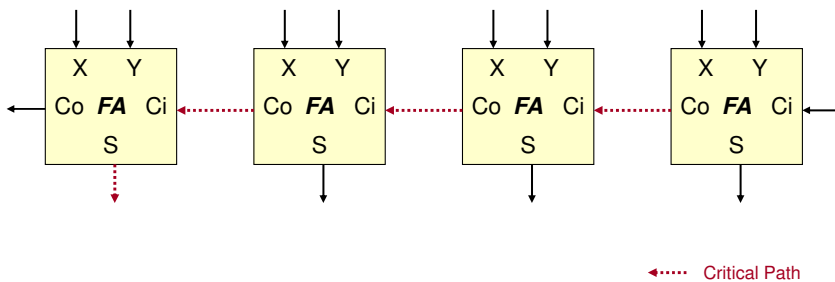 X Y X Y X Y X Y
Co FA Ci Co FA Ci Co FA Ci Co FA Ci
S S S S
Critical Path